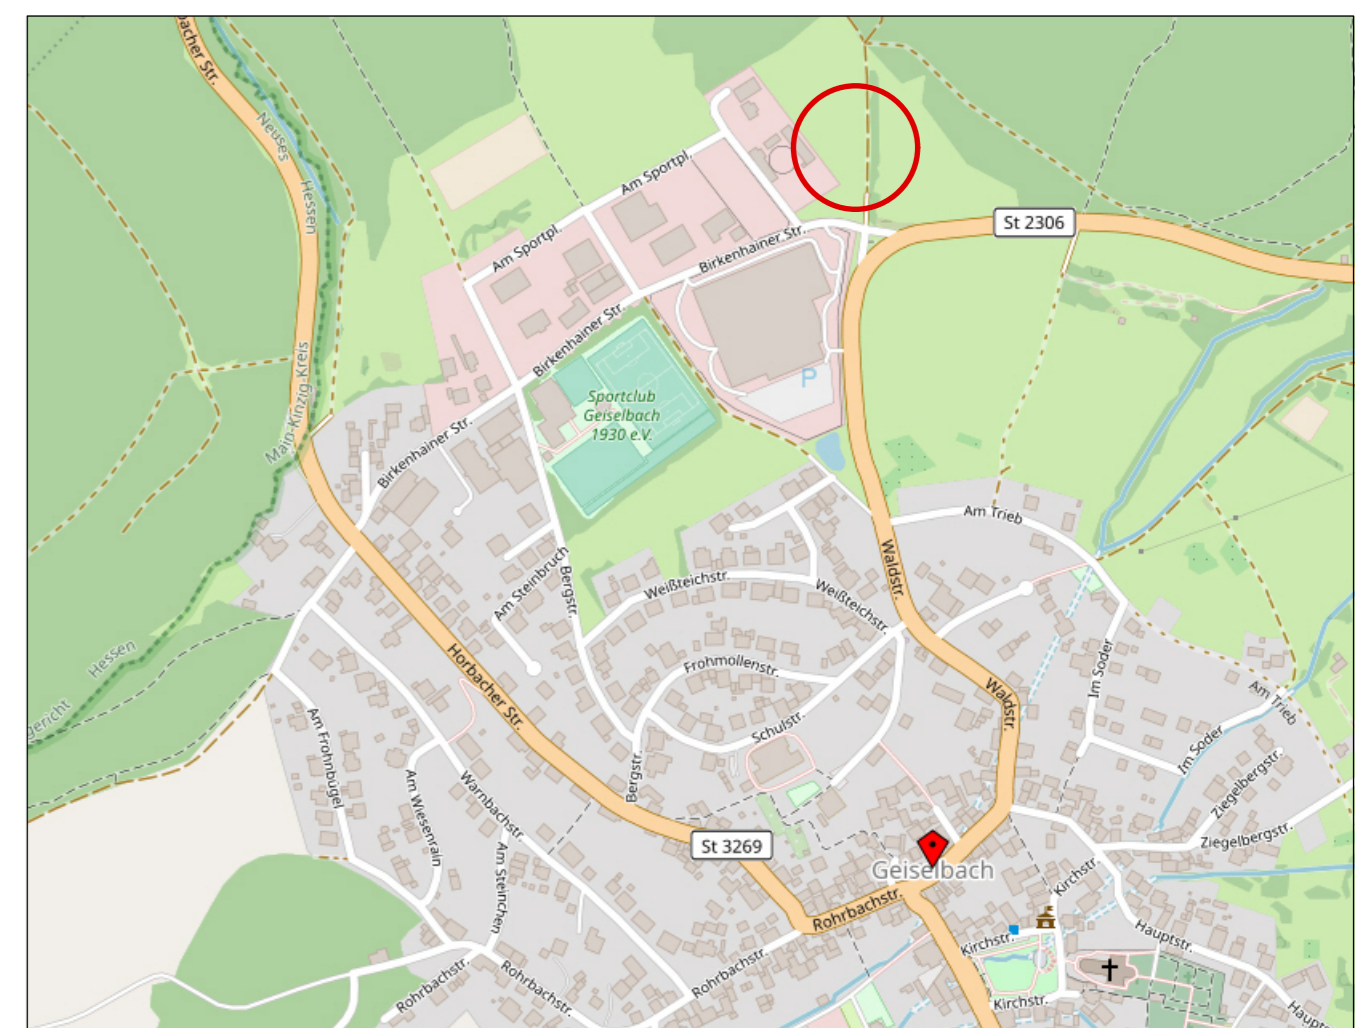 bacher Str.
Neuses
Hessen
Am Sportpl.
St 2306
Am Sportpl.
Birkenhainer Str.
Birkenhainer Str.
Main-Kinzig-Kreis
P
Sportclub
Geiselbach
1930 e.V.
Birkenhainer Str.
Am Trieb
Waldstr.
Am Steinbruch
Bergstr.
Weißteichstr.
Weißteichstr.
Hessen
gericht
Horbacher Str.
Frohmollenstr.
Im Soder
Waldstr.
Am Trieb
Schulstr.
Am Frohnbügel
Bergstr.
Im Soder
Am Wiesenrain
Warnbachstr.
Ziegelbergstr.
St 3269
Ziegelbergstr.
Am Steinchen
Geiselbach
Kirchstr.
Rohrbachstr.
Kirchstr.
Hauptstr.
Rohrbachstr.
Rohrbachstr.
Rohrbachstr.
Kirchstr.
Haup